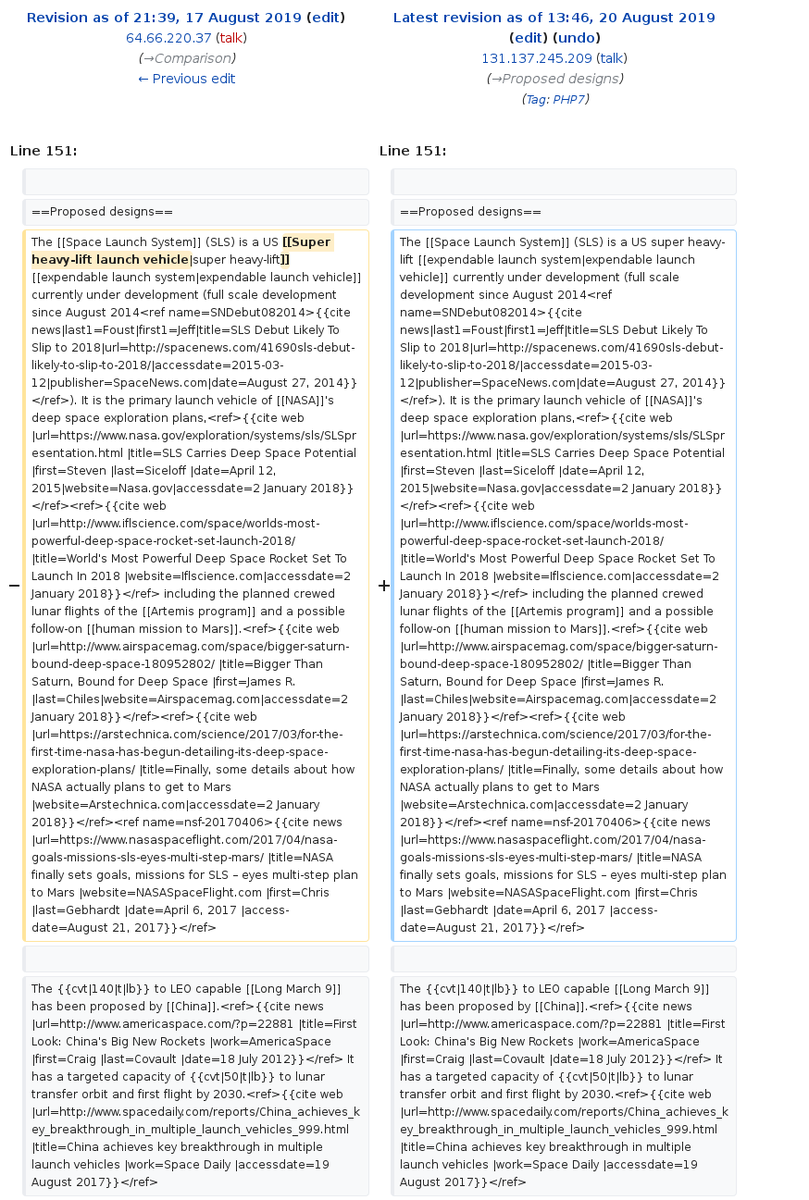 Revision as of 21:39, 17 August 2019 (edit)
64.66.220.37 (talk)
(→Comparison)
← Previous edit
Latest revision as of 13:46, 20 August 2019
(edit) (undo)
131.137.245.209 (talk)
(→Proposed designs)
(Tag: PHP7)
Line 151:
Line 151:
==Proposed designs==
==Proposed designs==
−
The [[Space Launch System]] (SLS) is a US [[Super
heavy-lift launch vehicle|super heavy-lift]]
[[expendable launch system|expendable launch vehicle]]
currently under development (full scale development
since August 2014<ref name=SNDebut082014>{{cite
news|last1=Foust|first1=Jeff|title=SLS Debut Likely To
Slip to 2018|url=http://spacenews.com/41690sls-debut-
likely-to-slip-to-2018/|accessdate=2015-03-
12|publisher=SpaceNews.com|date=August 27, 2014}}
</ref>). It is the primary launch vehicle of [[NASA]]'s
deep space exploration plans,<ref>{{cite web
|url=https://www.nasa.gov/exploration/systems/sls/SLSpr
esentation.html |title=SLS Carries Deep Space Potential
|first=Steven |last=Siceloff |date=April 12,
2015|website=Nasa.gov|accessdate=2 January 2018}}
</ref><ref>{{cite web
|url=http://www.iflscience.com/space/worlds-most-
powerful-deep-space-rocket-set-launch-2018/
|title=World's Most Powerful Deep Space Rocket Set To
Launch In 2018 |website=Iflscience.com|accessdate=2
January 2018}}</ref> including the planned crewed
lunar flights of the [[Artemis program]] and a possible
follow-on [[human mission to Mars]].<ref>{{cite web
|url=http://www.airspacemag.com/space/bigger-saturn-
bound-deep-space-180952802/ |title=Bigger Than
Saturn, Bound for Deep Space |first=James R.
|last=Chiles|website=Airspacemag.com|accessdate=2
January 2018}}</ref><ref>{{cite web
|url=https://arstechnica.com/science/2017/03/for-the-
first-time-nasa-has-begun-detailing-its-deep-space-
exploration-plans/ |title=Finally, some details about how
NASA actually plans to get to Mars
|website=Arstechnica.com|accessdate=2 January
2018}}</ref><ref name=nsf-20170406>{{cite news
|url=https://www.nasaspaceflight.com/2017/04/nasa-
goals-missions-sls-eyes-multi-step-mars/ |title=NASA
finally sets goals, missions for SLS – eyes multi-step plan
to Mars |website=NASASpaceFlight.com |first=Chris
|last=Gebhardt |date=April 6, 2017 |access-
date=August 21, 2017}}</ref>
+
The [[Space Launch System]] (SLS) is a US super heavy-
lift [[expendable launch system|expendable launch
vehicle]] currently under development (full scale
development since August 2014<ref
name=SNDebut082014>{{cite
news|last1=Foust|first1=Jeff|title=SLS Debut Likely To
Slip to 2018|url=http://spacenews.com/41690sls-debut-
likely-to-slip-to-2018/|accessdate=2015-03-
12|publisher=SpaceNews.com|date=August 27, 2014}}
</ref>). It is the primary launch vehicle of [[NASA]]'s
deep space exploration plans,<ref>{{cite web
|url=https://www.nasa.gov/exploration/systems/sls/SLSpr
esentation.html |title=SLS Carries Deep Space Potential
|first=Steven |last=Siceloff |date=April 12,
2015|website=Nasa.gov|accessdate=2 January 2018}}
</ref><ref>{{cite web
|url=http://www.iflscience.com/space/worlds-most-
powerful-deep-space-rocket-set-launch-2018/
|title=World's Most Powerful Deep Space Rocket Set To
Launch In 2018 |website=Iflscience.com|accessdate=2
January 2018}}</ref> including the planned crewed
lunar flights of the [[Artemis program]] and a possible
follow-on [[human mission to Mars]].<ref>{{cite web
|url=http://www.airspacemag.com/space/bigger-saturn-
bound-deep-space-180952802/ |title=Bigger Than
Saturn, Bound for Deep Space |first=James R.
|last=Chiles|website=Airspacemag.com|accessdate=2
January 2018}}</ref><ref>{{cite web
|url=https://arstechnica.com/science/2017/03/for-the-
first-time-nasa-has-begun-detailing-its-deep-space-
exploration-plans/ |title=Finally, some details about how
NASA actually plans to get to Mars
|website=Arstechnica.com|accessdate=2 January
2018}}</ref><ref name=nsf-20170406>{{cite news
|url=https://www.nasaspaceflight.com/2017/04/nasa-
goals-missions-sls-eyes-multi-step-mars/ |title=NASA
finally sets goals, missions for SLS – eyes multi-step plan
to Mars |website=NASASpaceFlight.com |first=Chris
|last=Gebhardt |date=April 6, 2017 |access-
date=August 21, 2017}}</ref>
The {{cvt|140|t|lb}} to LEO capable [[Long March 9]]
has been proposed by [[China]].<ref>{{cite news
|url=http://www.americaspace.com/?p=22881 |title=First
Look: China's Big New Rockets |work=AmericaSpace
|first=Craig |last=Covault |date=18 July 2012}}</ref> It
has a targeted capacity of {{cvt|50|t|lb}} to lunar
transfer orbit and first flight by 2030.<ref>{{cite web
|url=http://www.spacedaily.com/reports/China_achieves_k
ey_breakthrough_in_multiple_launch_vehicles_999.html
|title=China achieves key breakthrough in multiple
launch vehicles |work=Space Daily |accessdate=19
August 2017}}</ref>
The {{cvt|140|t|lb}} to LEO capable [[Long March 9]]
has been proposed by [[China]].<ref>{{cite news
|url=http://www.americaspace.com/?p=22881 |title=First
Look: China's Big New Rockets |work=AmericaSpace
|first=Craig |last=Covault |date=18 July 2012}}</ref> It
has a targeted capacity of {{cvt|50|t|lb}} to lunar
transfer orbit and first flight by 2030.<ref>{{cite web
|url=http://www.spacedaily.com/reports/China_achieves_k
ey_breakthrough_in_multiple_launch_vehicles_999.html
|title=China achieves key breakthrough in multiple
launch vehicles |work=Space Daily |accessdate=19
August 2017}}</ref>